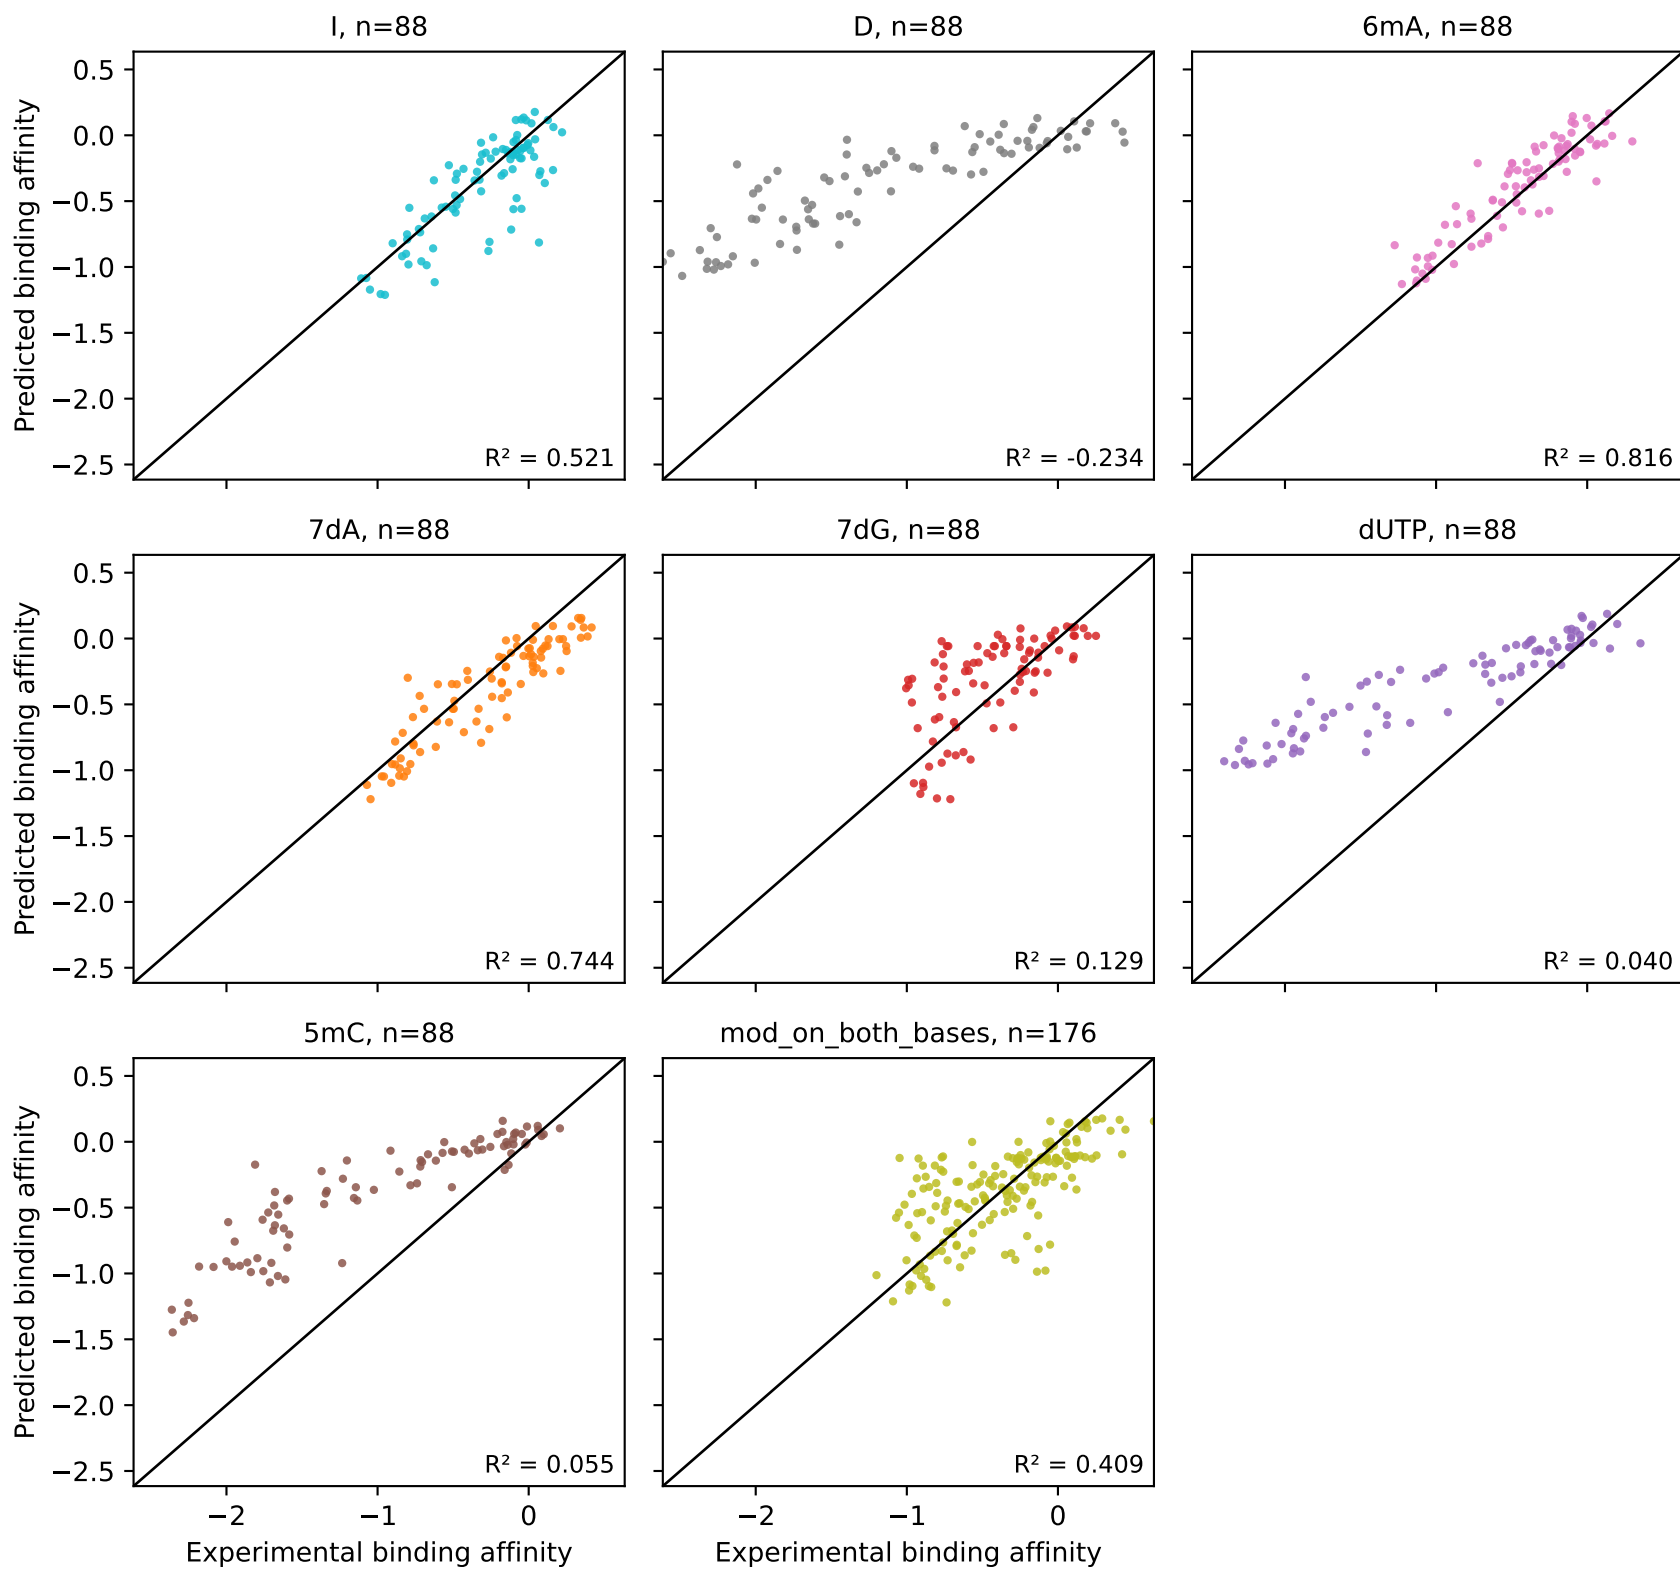 I, n=88
D, n=88
6mA, n=88
Predicted binding affinity
0.5
0.0
−0.5
−1.0
−1.5
−2.0
−2.5
R² = 0.521
R² = -0.234
R² = 0.816
7dA, n=88
7dG, n=88
dUTP, n=88
Predicted binding affinity
0.5
0.0
−0.5
−1.0
−1.5
−2.0
−2.5
R² = 0.744
R² = 0.129
R² = 0.040
5mC, n=88
mod_on_both_bases, n=176
Predicted binding affinity
0.5
0.0
−0.5
−1.0
−1.5
−2.0
−2.5
R² = 0.055
R² = 0.409
−2 −1 0
−2 −1 0
Experimental binding affinity
Experimental binding affinity